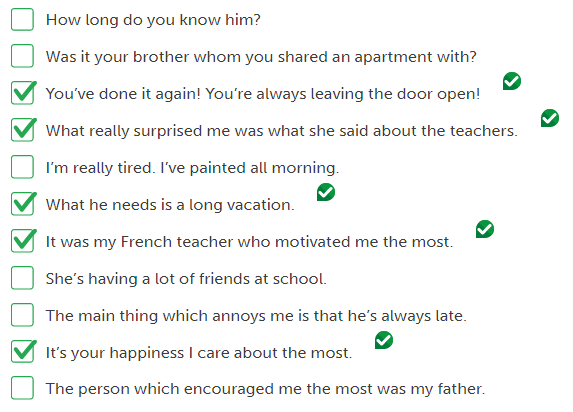 How long do you know him?
Was it your brother whom you shared an apartment with?
You've done it again! You're always leaving the door open!
What really surprised me was what she said about the teachers.
I'm really tired. I've painted all morning.
What he needs is a long vacation.
It was my French teacher who motivated me the most.
She's having a lot of friends at school.
The main thing which annoys me is that he's always late.
It's your happiness I care about the most.
The person which encouraged me the most was my father.